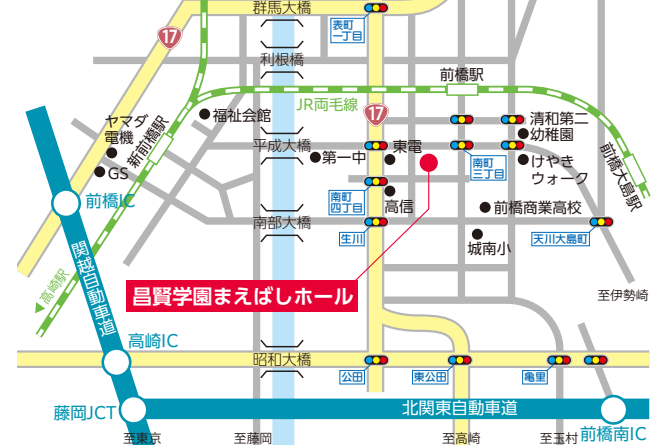 群馬大橋
表町
一丁目
17
利根橋
前橋駅
JR両毛線
17
福祉会館
ヤマダ
電機
新前橋駅
清和第二
幼稚園
平成大橋
第一中
東電
南町
三丁目
けやき
ウォーク
前橋大島駅
GS
南町
四丁目
高信
前橋IC
前橋商業高校
南部大橋
生川
城南小
天川大島町
関越自動車道
高崎駅
昌賢学園まえばしホール
至伊勢崎
高崎IC
昭和大橋
公田
東公田
亀里
藤岡JCT
北関東自動車道
至東京
至藤岡
至高崎
至玉村
前橋南IC